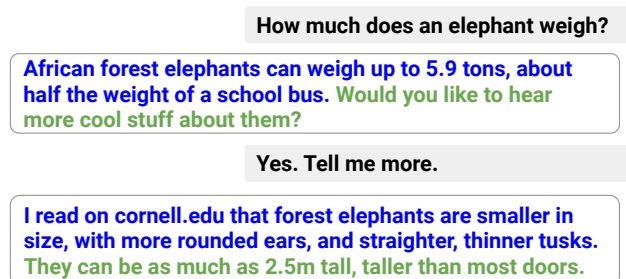 How much does an elephant weigh?
African forest elephants can weigh up to 5.9 tons, about
half the weight of a school bus. Would you like to hear
more cool stuff about them?
Yes. Tell me more.
I read on cornell.edu that forest elephants are smaller in
size, with more rounded ears, and straighter, thinner tusks.
They can be as much as 2.5m tall, taller than most doors.